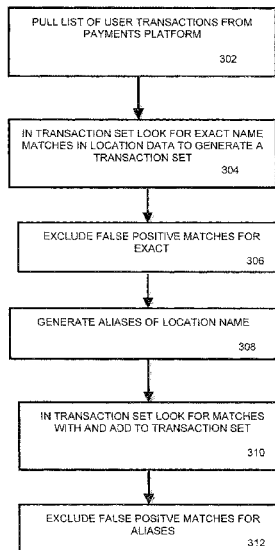 PULL LIST OF USER TRANSACTIONS FROM
PAYMENTS PLATFORM
302
IN TRANSACTION SET LOOK FOR EXACT NAME
MATCHES IN LOCATION DATA TO GENERATE A
TRANSACTION SET
304
EXCLUDE FALSE POSITIVE MATCHES FOR
EXACT
306
GENERATE ALIASES OF LOCATION NAME
308
IN TRANSACTION SET LOOK FOR MATCHES
WITH AND ADD TO TRANSACTION SET
310
EXCLUDE FALSE POSITVE MATCHES FOR
ALIASES
312